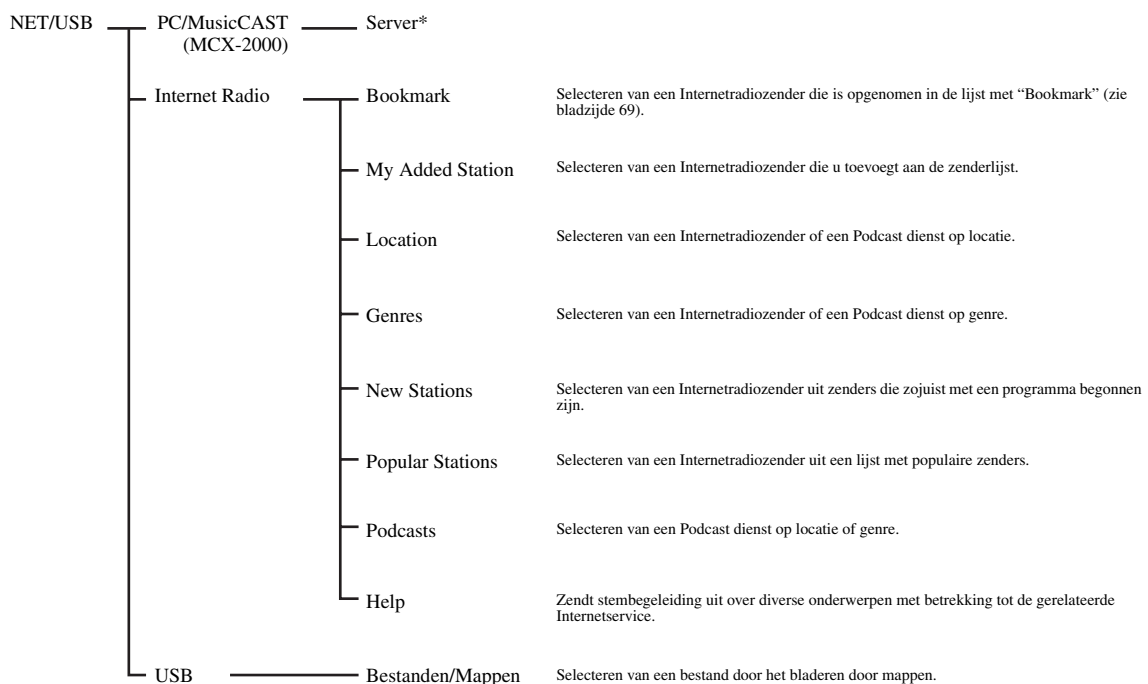 NET/USB PC/MusicCAST Server*
(MCX-2000)
Internet Radio Bookmark Selecteren van een Internetradiozender die is opgenomen in de lijst met “Bookmark” (zie
bladzijde 69).
My Added Station Selecteren van een Internetradiozender die u toevoegt aan de zenderlijst.
Location Selecteren van een Internetradiozender of een Podcast dienst op locatie.
Genres Selecteren van een Internetradiozender of een Podcast dienst op genre.
New Stations Selecteren van een Internetradiozender uit zenders die zojuist met een programma begonnen
zijn.
Popular Stations Selecteren van een Internetradiozender uit een lijst met populaire zenders.
Podcasts Selecteren van een Podcast dienst op locatie of genre.
Help Zendt stembegeleiding uit over diverse onderwerpen met betrekking tot de gerelateerde
Internetservice.
USB Bestanden/Mappen Selecteren van een bestand door het bladeren door mappen.